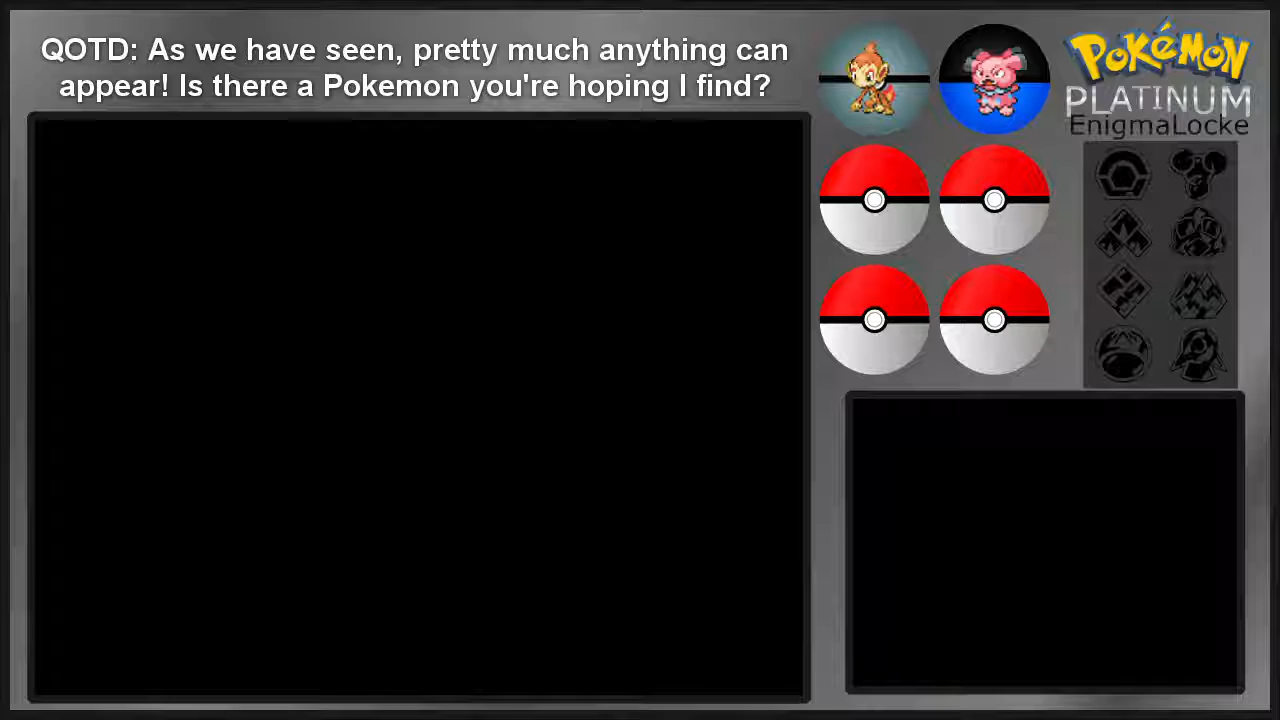 QOTD: As we have seen, pretty much anything can
appear! Is there a Pokemon you're hoping I find?
POKéMON
PLATINUM
EnigmaLocke